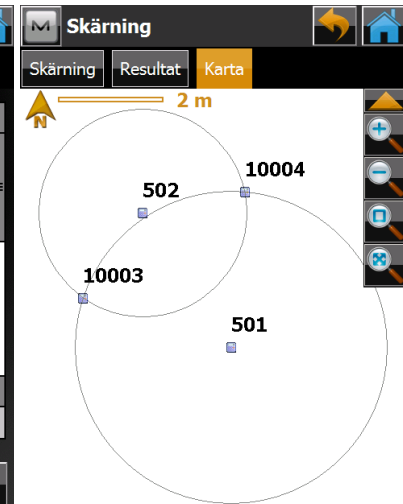 M Skärning
Skärning Resultat Karta
N 2 m
502
10004
10003
501